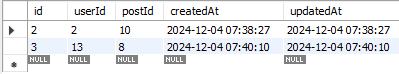 id userId postId createdAt updatedAt
2 2 10 2024-12-04 07:38:27 2024-12-04 07:38:27
3 13 8 2024-12-04 07:40:10 2024-12-04 07:40:10
NULL NULL NULL NULL NULL